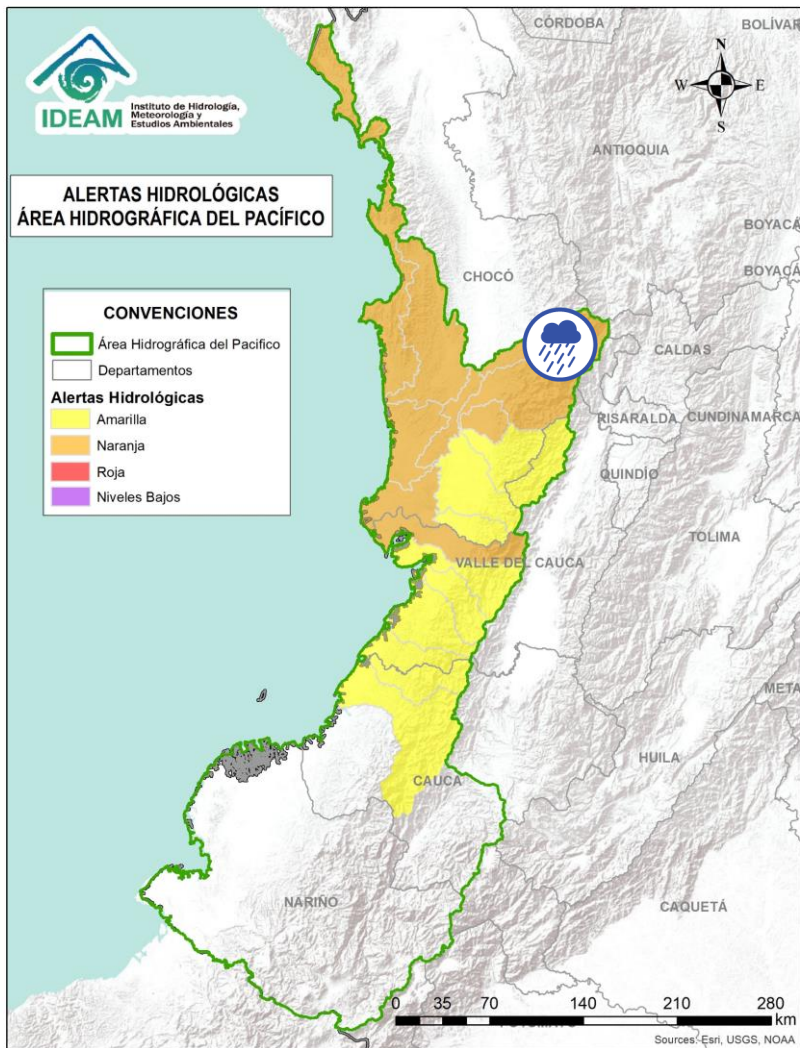 CÓRDOBA
BOLÍVAR
N
W
E
S
IDEAM
Instituto de Hidrología,
Meteorología y
Estudios Ambientales
ANTIOQUIA
ALERTAS HIDROLÓGICAS
ÁREA HIDROGRÁFICA DEL PACÍFICO
BOYACÁ
BOYACÁ
CHOCÓ
CONVENCIONES
Área Hidrográfica del Pacifico
Departamentos
Alertas Hidrológicas
Amarilla
Naranja
Roja
Niveles Bajos
CALDAS
RISARALDA
CUNDINAMARCA
QUINDÍO
TOLIMA
VALLE DEL CAUCA
META
HUILA
CAUCA
NARIÑO
CAQUETÁ
0 35 70 140 210 280
km
Sources: Esri, USGS, NOAA